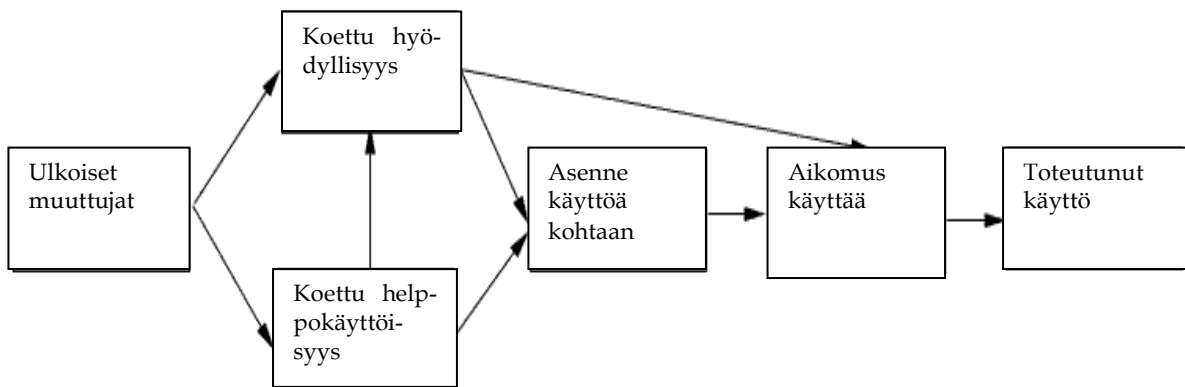 Koettu hyö-
dyllisyys
Ulkoiset
muuttujat
Koettu help-
pokäyttöi-
syys
Asenne
käyttöä
kohtaan
Aikomus
käyttää
Toteutunut
käyttö